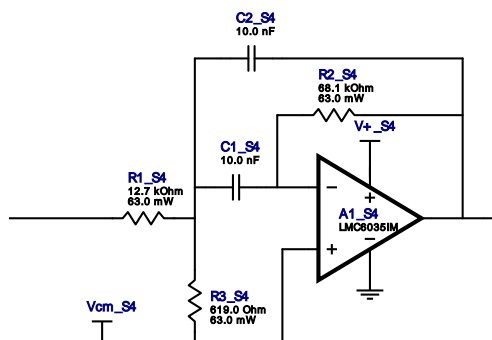 C2_S4
10.0 nF
R2_S4
68.1 kOhm
63.0 mW
V+_S4
C1_S4
10.0 nF
R1_S4
12.7 kOhm
63.0 mW
A1_S4
LMC6035IM
R3_S4
619.0 Ohm
63.0 mW
Vcm_S4